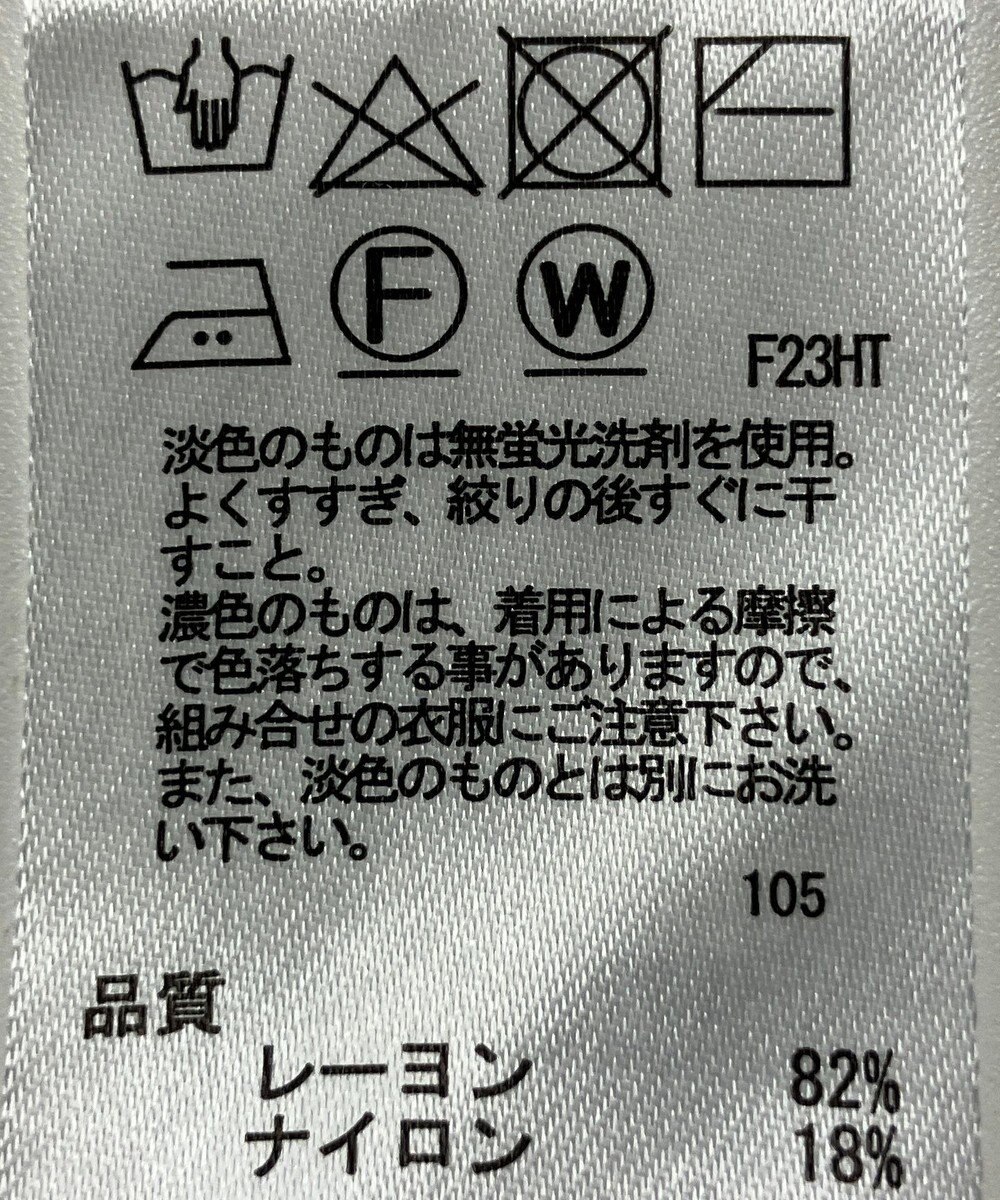 F
W
F23HT
淡色のものは無蛍光洗剤を使用。
よくすすぎ、絞りの後すぐに干
すこと。
濃色のものは、着用による摩擦
で色落ちする事がありますので、
組み合せの衣服にご注意下さい。
また、淡色のものとは別にお洗
い下さい。
105
品質
レーヨン 82%
ナイロン 18%